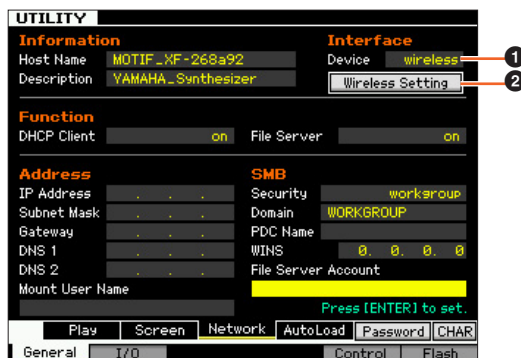 UTILITY
Information Interface
Host Name MOTIF_XF-268a92 Device wireless 1
Description YAMAHA_Synthesizer Wireless Setting 2
Function
DHCP Client on File Server on
Address SMB
IP Address . . . Security workgroup
Subnet Mask . . . Domain WORKGROUP
Gateway . . . PDC Name
DNS 1 . . . WINS 0. 0. 0. 0
DNS 2 . . . File Server Account
Mount User Name
Press [ENTER] to set.
Play Screen Network AutoLoad Password CHAR
General I/O Control Flash